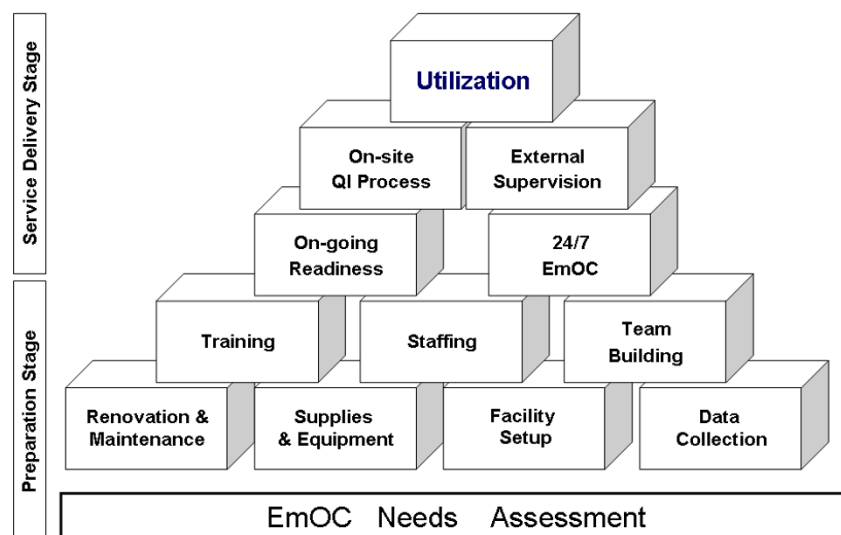 Service Delivery Stage
Utilization
On-site
QI Process
External
Supervision
On-going
Readiness
24/7
EmOC
Preparation Stage
Training
Staffing
Team
Building
Renovation &
Maintenance
Supplies
& Equipment
Facility
Setup
Data
Collection
EmOC Needs Assessment